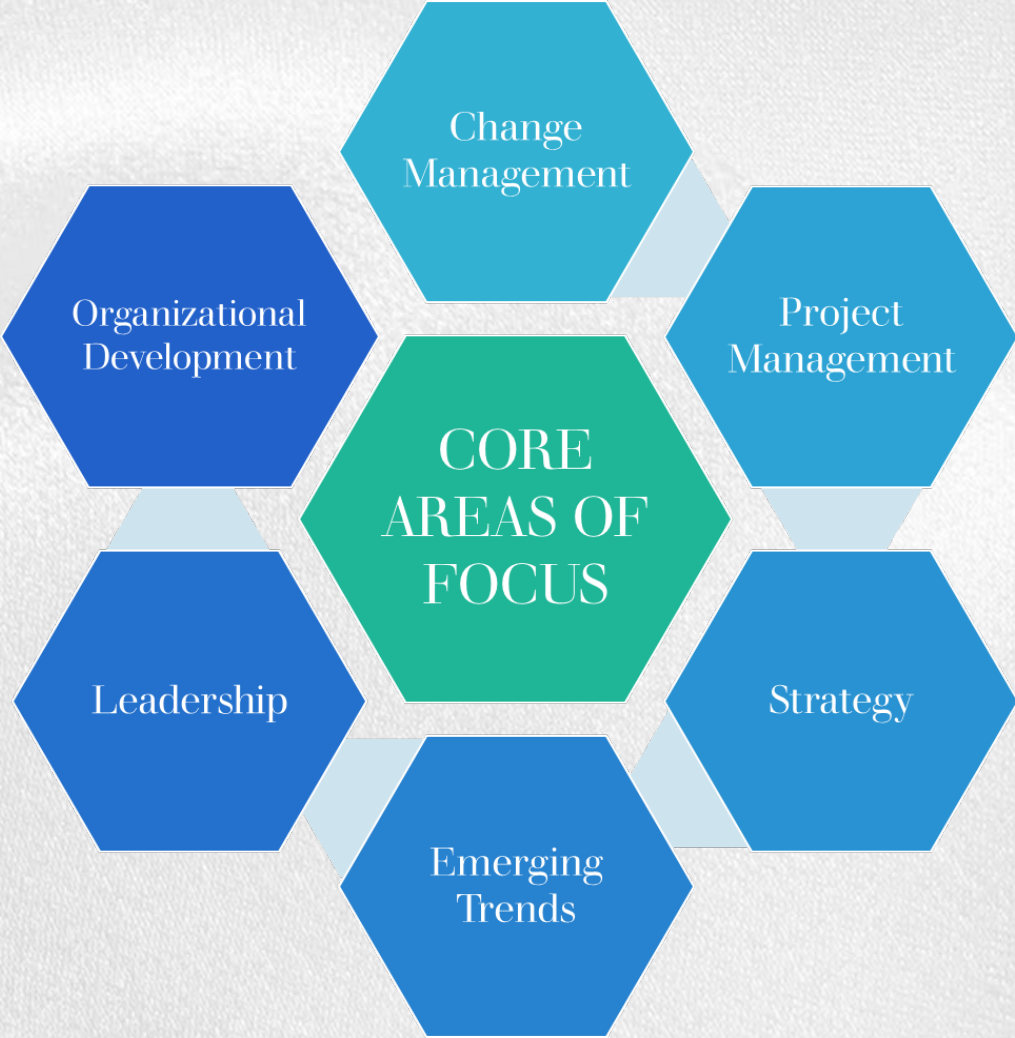 Change
Management
Organizational
Development
Project
Management
CORE
AREAS OF
FOCUS
Leadership
Strategy
Emerging
Trends